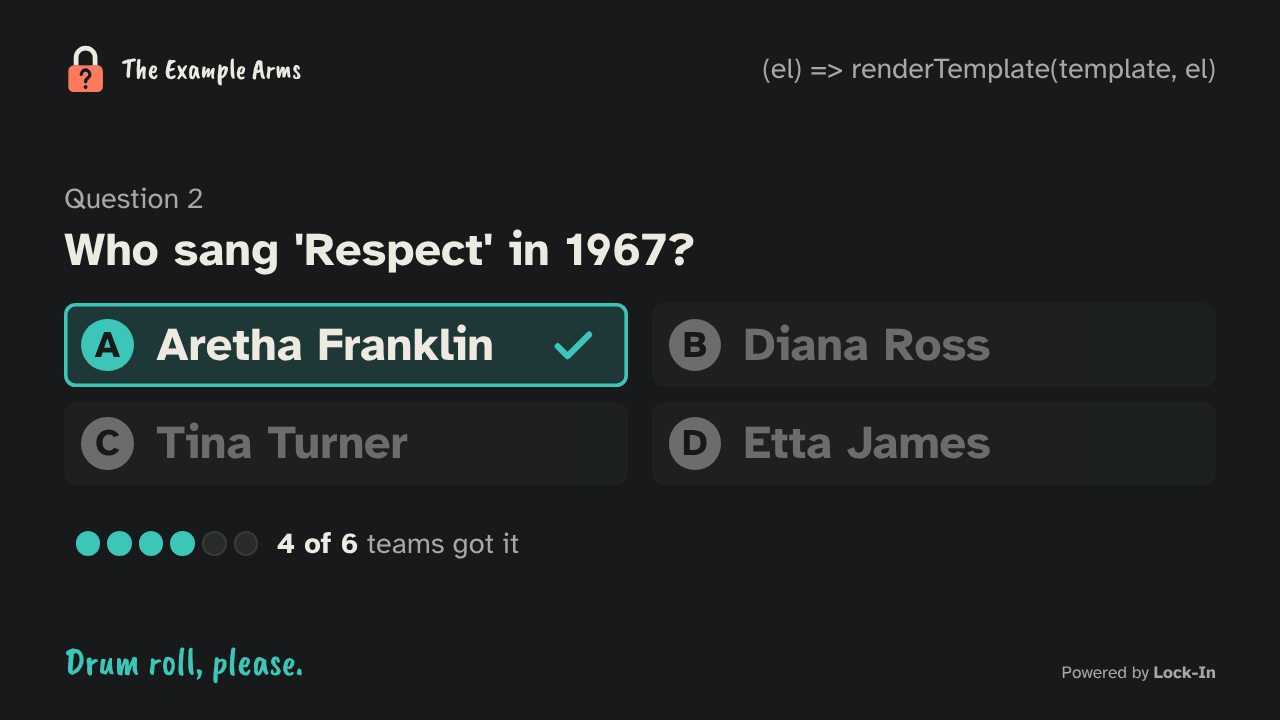 The Example Arms
(el) => renderTemplate(template, el)
Question 2
Who sang 'Respect' in 1967?
A Aretha Franklin
B Diana Ross
C Tina Turner
D Etta James
4 of 6 teams got it
Drum roll, please.
Powered by Lock-In